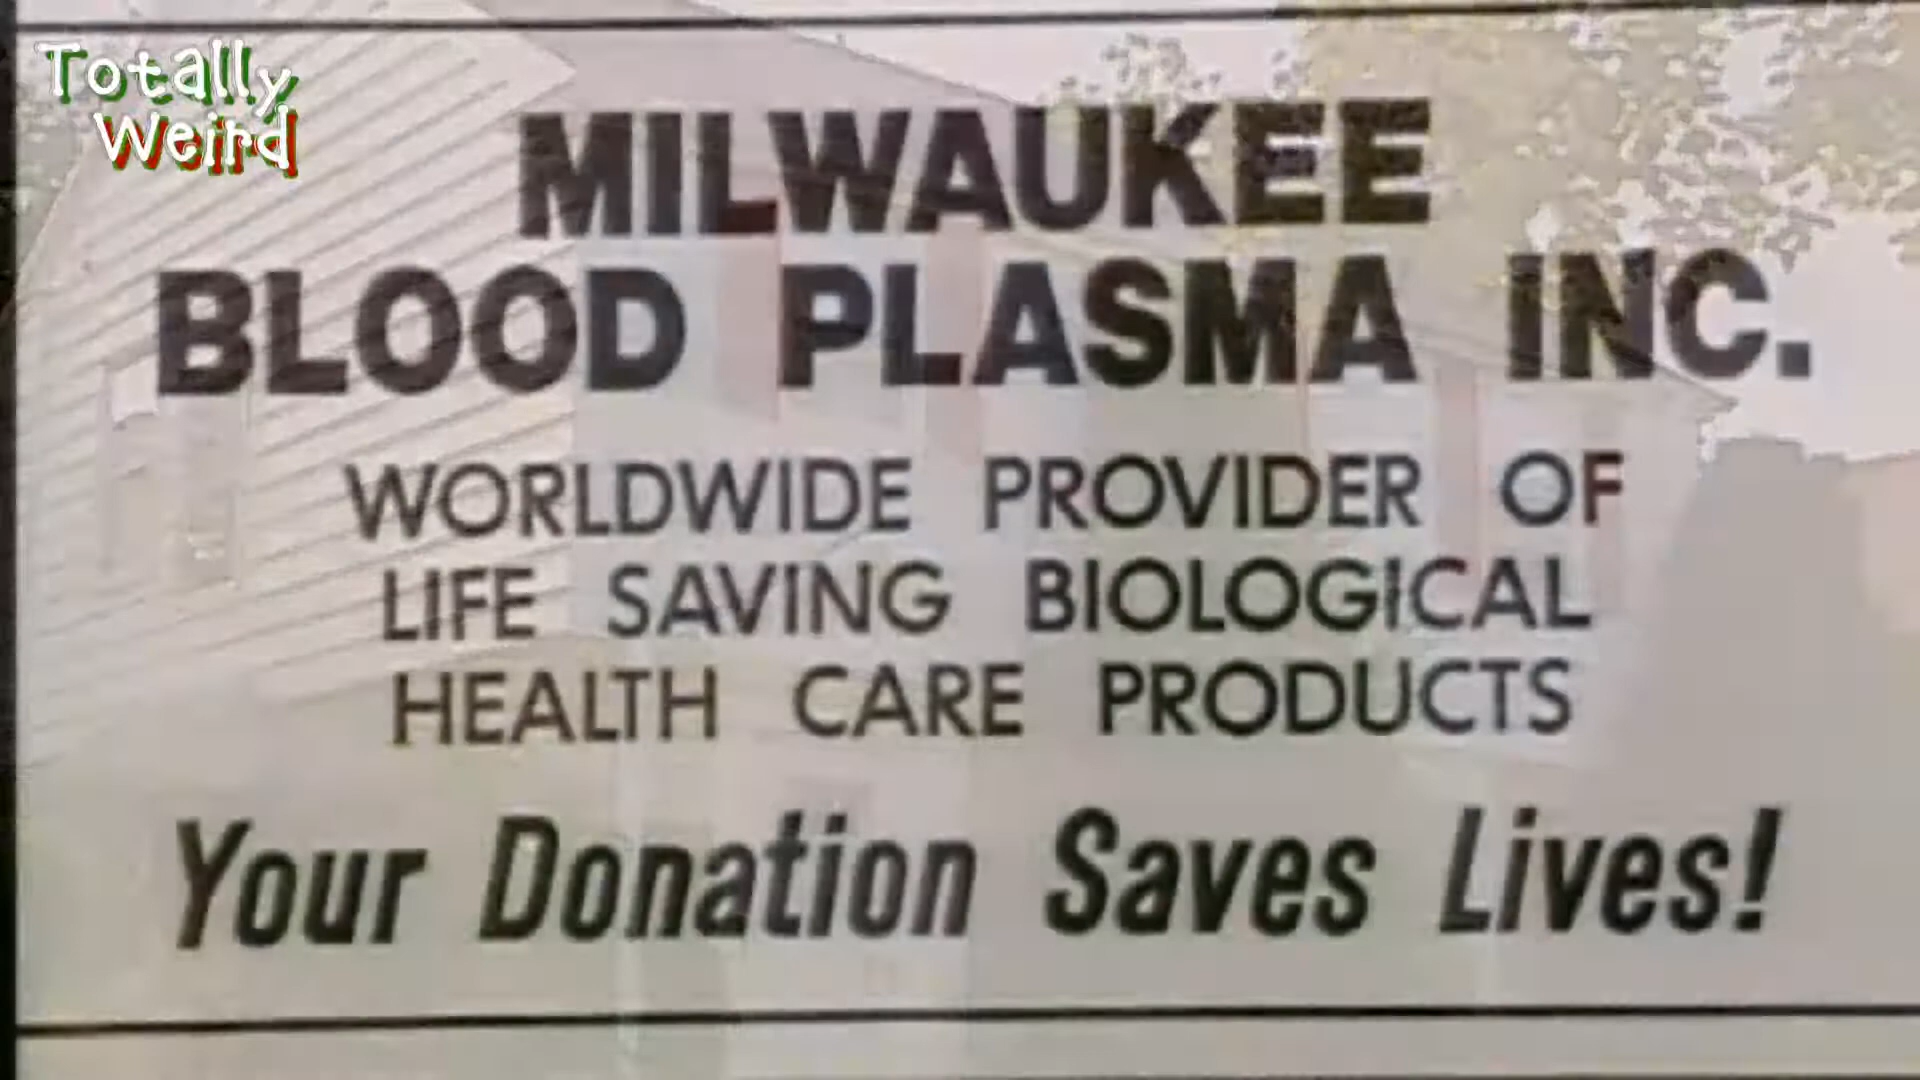 Totally
Weird
MILWAUKEE
BLOOD PLASMA INC.
WORLDWIDE PROVIDER OF
LIFE SAVING BIOLOGICAL
HEALTH CARE PRODUCTS
Your Donation Saves Lives!